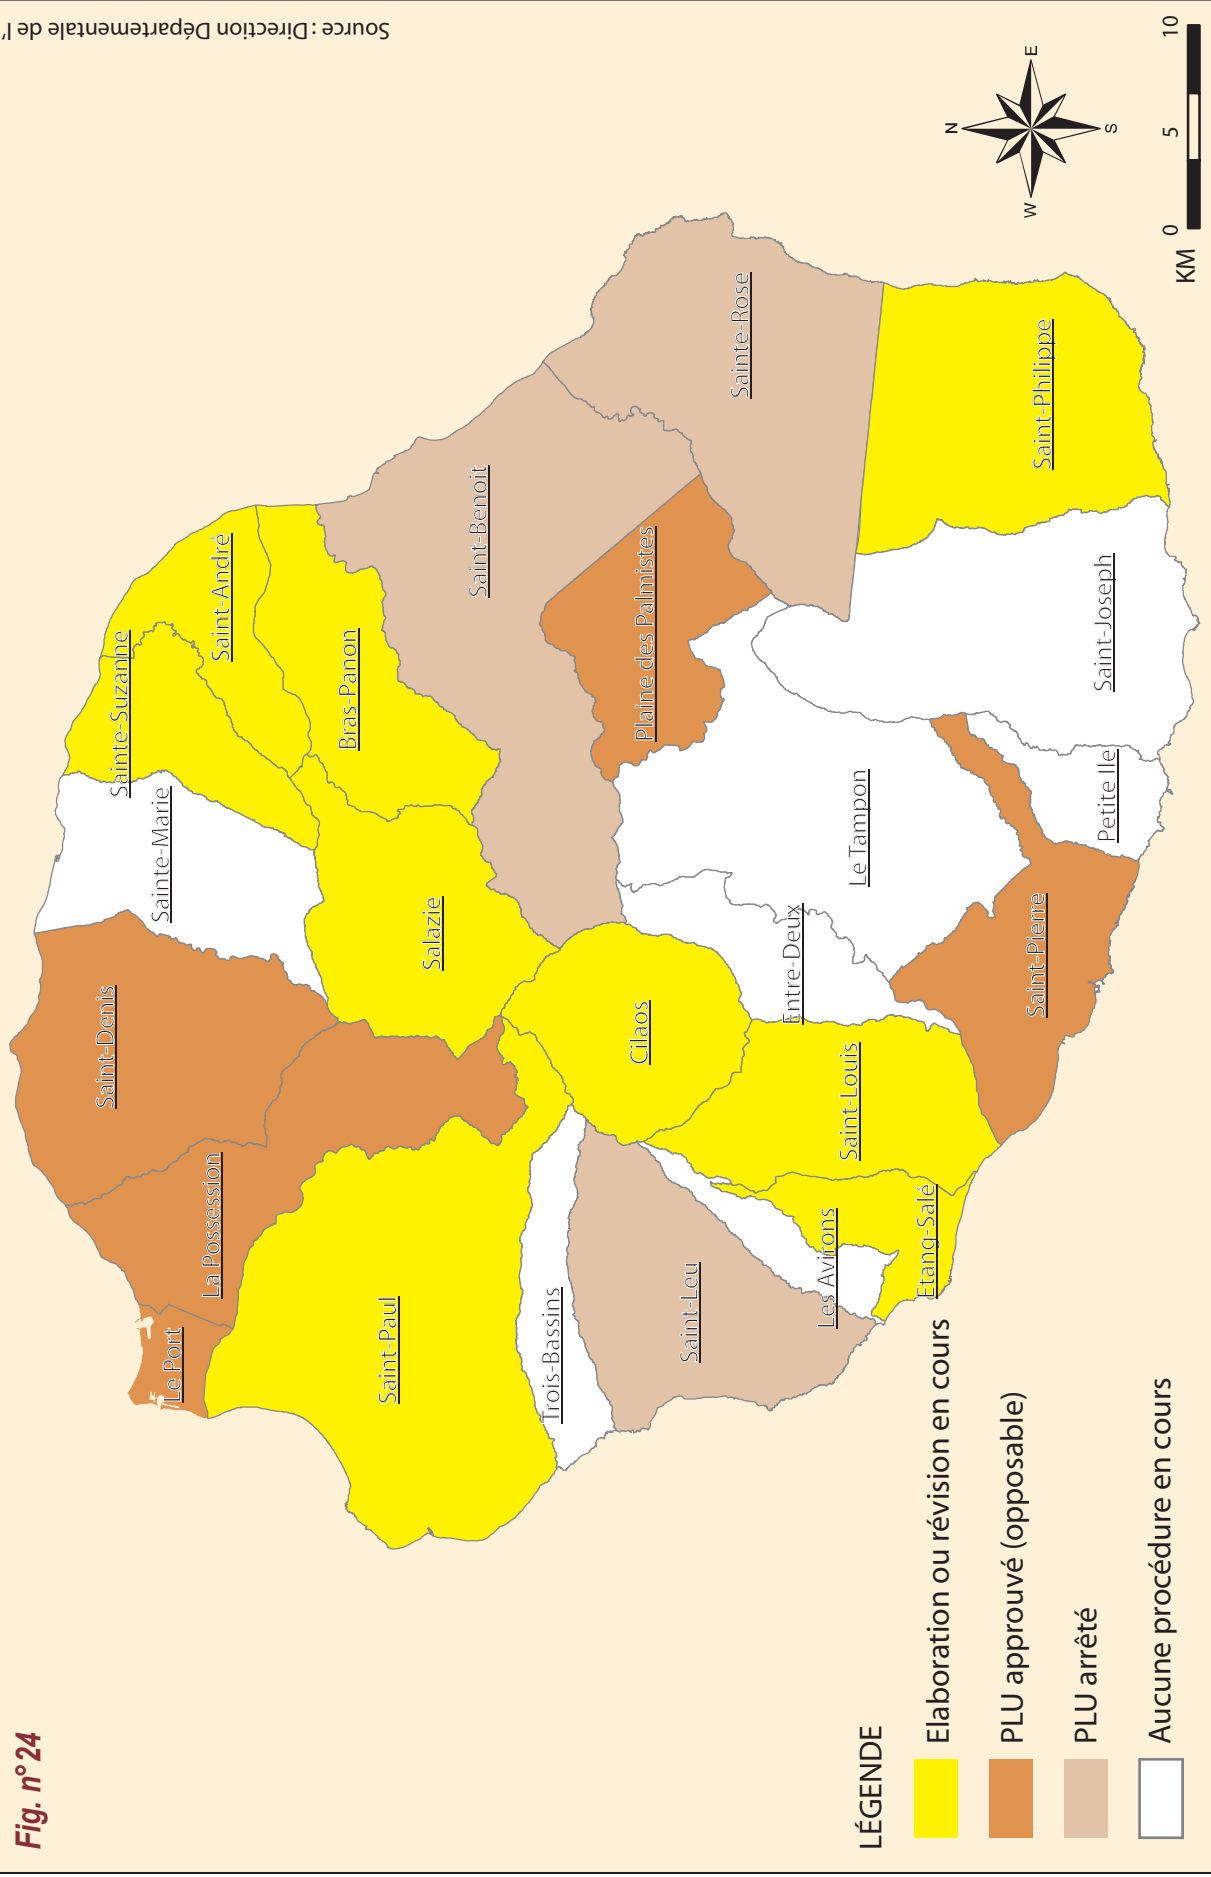 Fig. n°24
Source : Direction Départementale de l'
Saint-Denis
Sainte-Marie
Sainte-Suzanne
Saint-André
La Possession
Le Port
Bras-Panon
Saint-Paul
Salazie
Saint-Benoit
Trois-Bassins
Cilaos
Plaine des Palmistes
Saint-Leu
Sainte-Rose
Entre-Deux
Les Avirons
Saint-Louis
Le Tampon
Etang-Salé
Saint-Pierre
Saint-Philippe
Petite Ile
Saint-Joseph
LÉGENDE
Elaboration ou révision en cours
PLU approuvé (opposable)
PLU arrêté
Aucune procédure en cours
N
W
E
S
KM
0 5 10